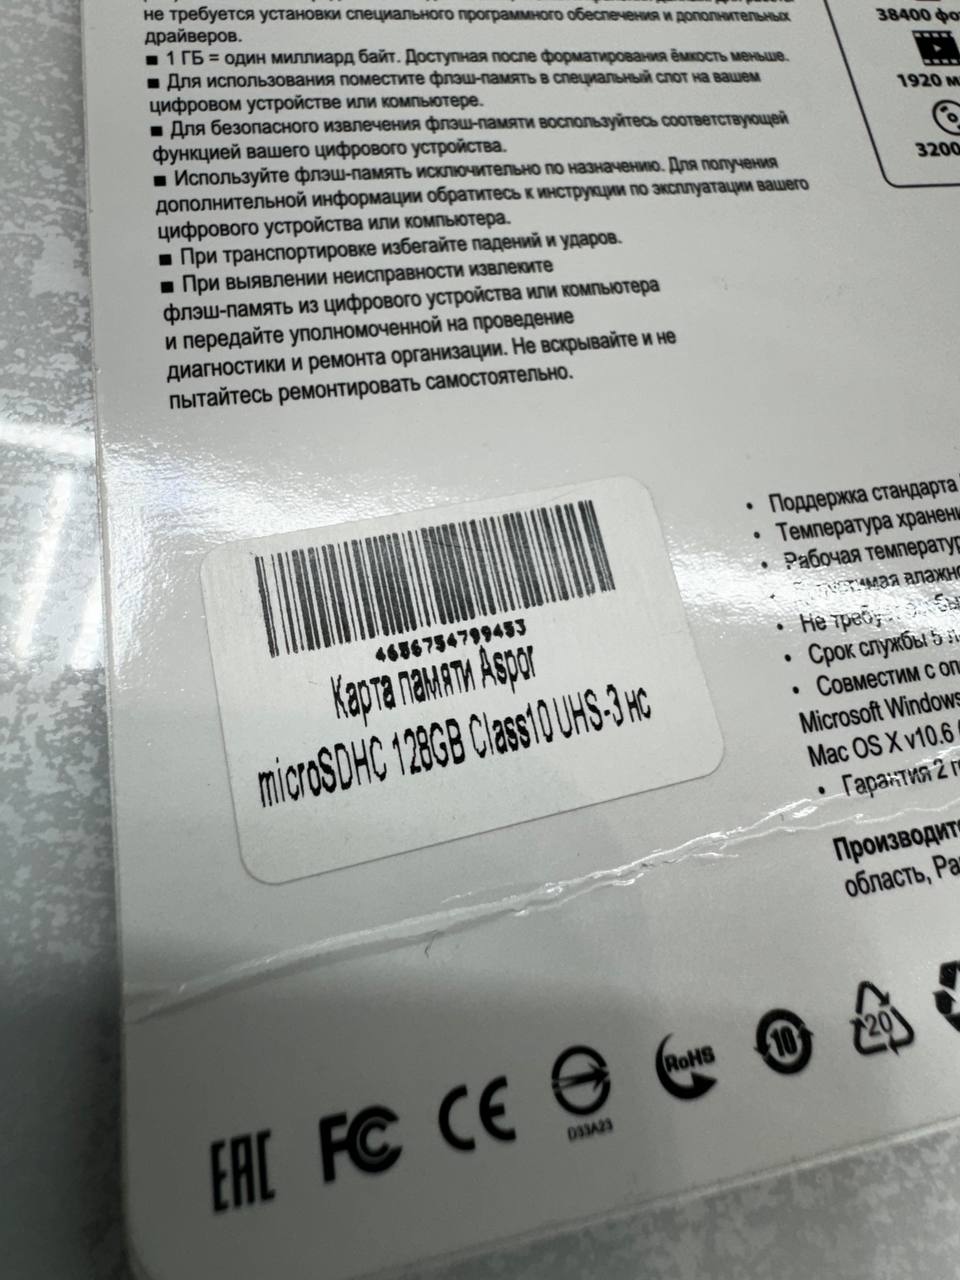 не требуется установки специального программного обеспечения и дополнительных
драйверов.
■ 1 ГБ = один миллиард байт. Доступная после форматирования ёмкость меньше.
■ Для использования поместите флэш-память в специальный слот на вашем
цифровом устройстве или компьютере.
■ Для безопасного извлечения флэш-памяти воспользуйтесь соответствующей
функцией вашего цифрового устройства.
■ Используйте флэш-память исключительно по назначению. Для получения
дополнительной информации обратитесь к инструкции по эксплуатации вашего
цифрового устройства или компьютера.
■ При транспортировке избегайте падений и ударов.
■ При выявлении неисправности извлеките
флэш-память из цифрового устройства или компьютера
и передайте уполномоченной на проведение
диагностики и ремонта организации. Не вскрывайте и не
пытайтесь ремонтировать самостоятельно.
38400 фо
1920 м
3200
4656754799453
Карта памяти Aspor
microSDHC 128GB Class10 UHS-3 нс
• Поддержка стандарта
• Температура хранени
• Рабочая температур
• влажно
• Не
• Срок службы 5 л
• Совместим с оп
Microsoft Windows
Mac OS X v10.6
• Гарантия 2 г
Производите
область, Ра
EAC FC CE D33A23 RoHS 10 20